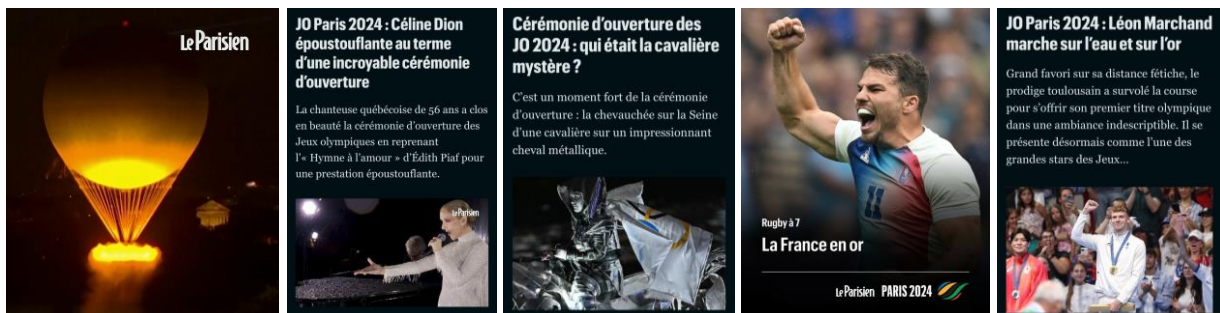 Le Parisien
JO Paris 2024 : Céline Dion
époustouflante au terme
d'une incroyable cérémonie
d'ouverture
La chanteuse québécoise de 56 ans a clos
en beauté la cérémonie d'ouverture des
Jeux olympiques en reprenant
l'« Hymne à l'amour » d'Édith Piaf pour
une prestation époustouflante.
Le Parisien
Cérémonie d'ouverture des
JO 2024 : qui était la cavalière
mystère ?
C'est un moment fort de la cérémonie
d'ouverture : la chevauchée sur la Seine
d'une cavalière sur un impressionnant
cheval métallique.
11
Rugby à 7
La France en or
Le Parisien PARIS 2024
JO Paris 2024 : Léon Marchand
marche sur l'eau et sur l'or
Grand favori sur sa distance fétiche, le
prodige toulousain a survolé la course
pour s'offrir son premier titre olympique
dans une ambiance indescriptible. Il se
présente désormais comme l'une des
grandes stars des Jeux...